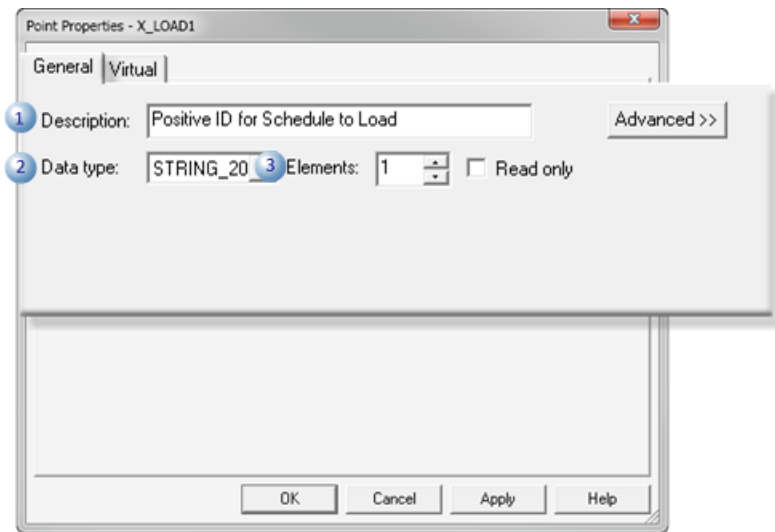 Point Properties - X_LOAD1
General Virtual
1 Description: Positive ID for Schedule to Load Advanced >>
2 Data type: STRING_20 3 Elements: 1 Read only
OK Cancel Apply Help